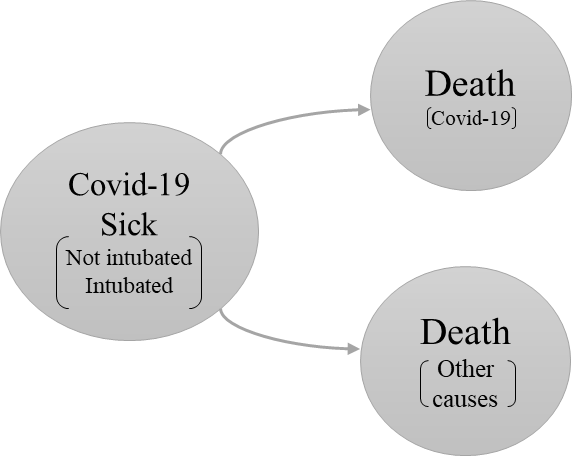 Covid-19
Sick
Not intubated
Intubated
Death
(Covid-19)
Death
Other
causes